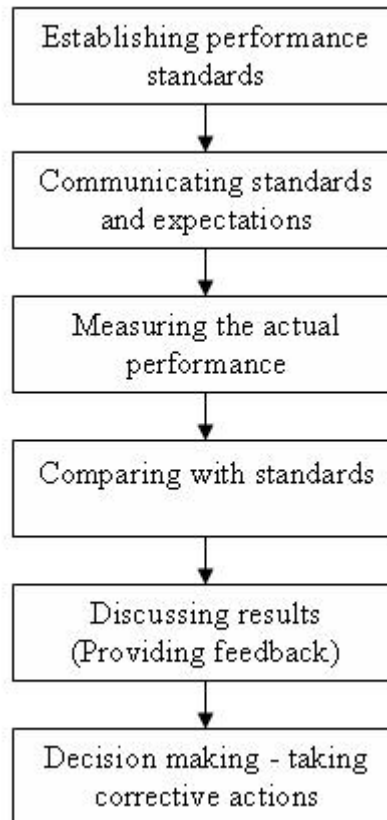 Establishing performance
standards
Communicating standards
and expectations
Measuring the actual
performance
Comparing with standards
Discussing results
(Providing feedback)
Decision making - taking
corrective actions